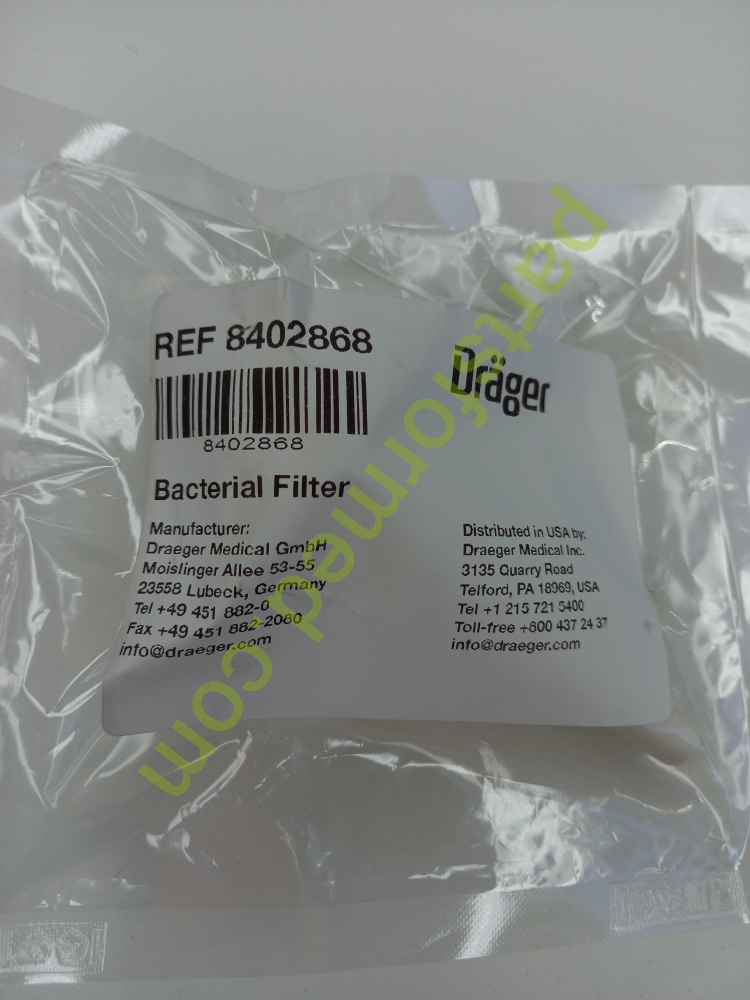 REF 8402868
Dräger
8402868
Bacterial Filter
Manufacturer:
Draeger Medical GmbH
Moislinger Allee 53-55
23558 Lubeck, Germany
Tel +49 451 882-0
Fax +49 451 882-2080
info@draeger.com
Distributed in USA by:
Draeger Medical Inc.
3135 Quarry Road
Telford, PA 18969, USA
Tel +1 215 721 5400
Toll-free +800 437 24 37
info@draeger.com
partsformed.com